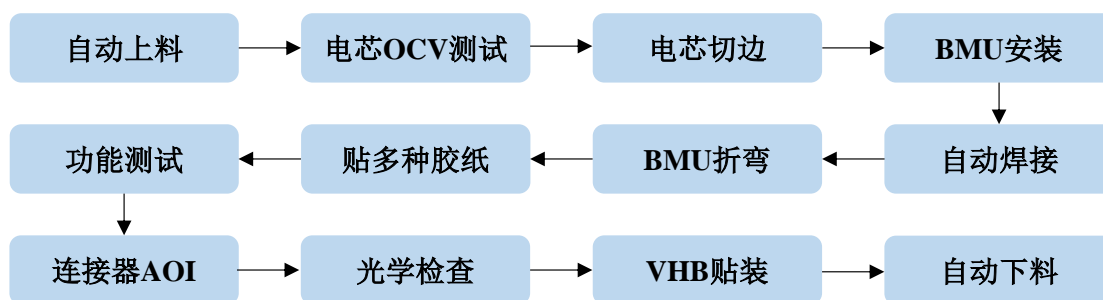 自动上料
电芯OCV测试
电芯切边
BMU安装
自动焊接
BMU折弯
贴多种胶纸
功能测试
连接器AOI
光学检查
VHB贴装
自动下料